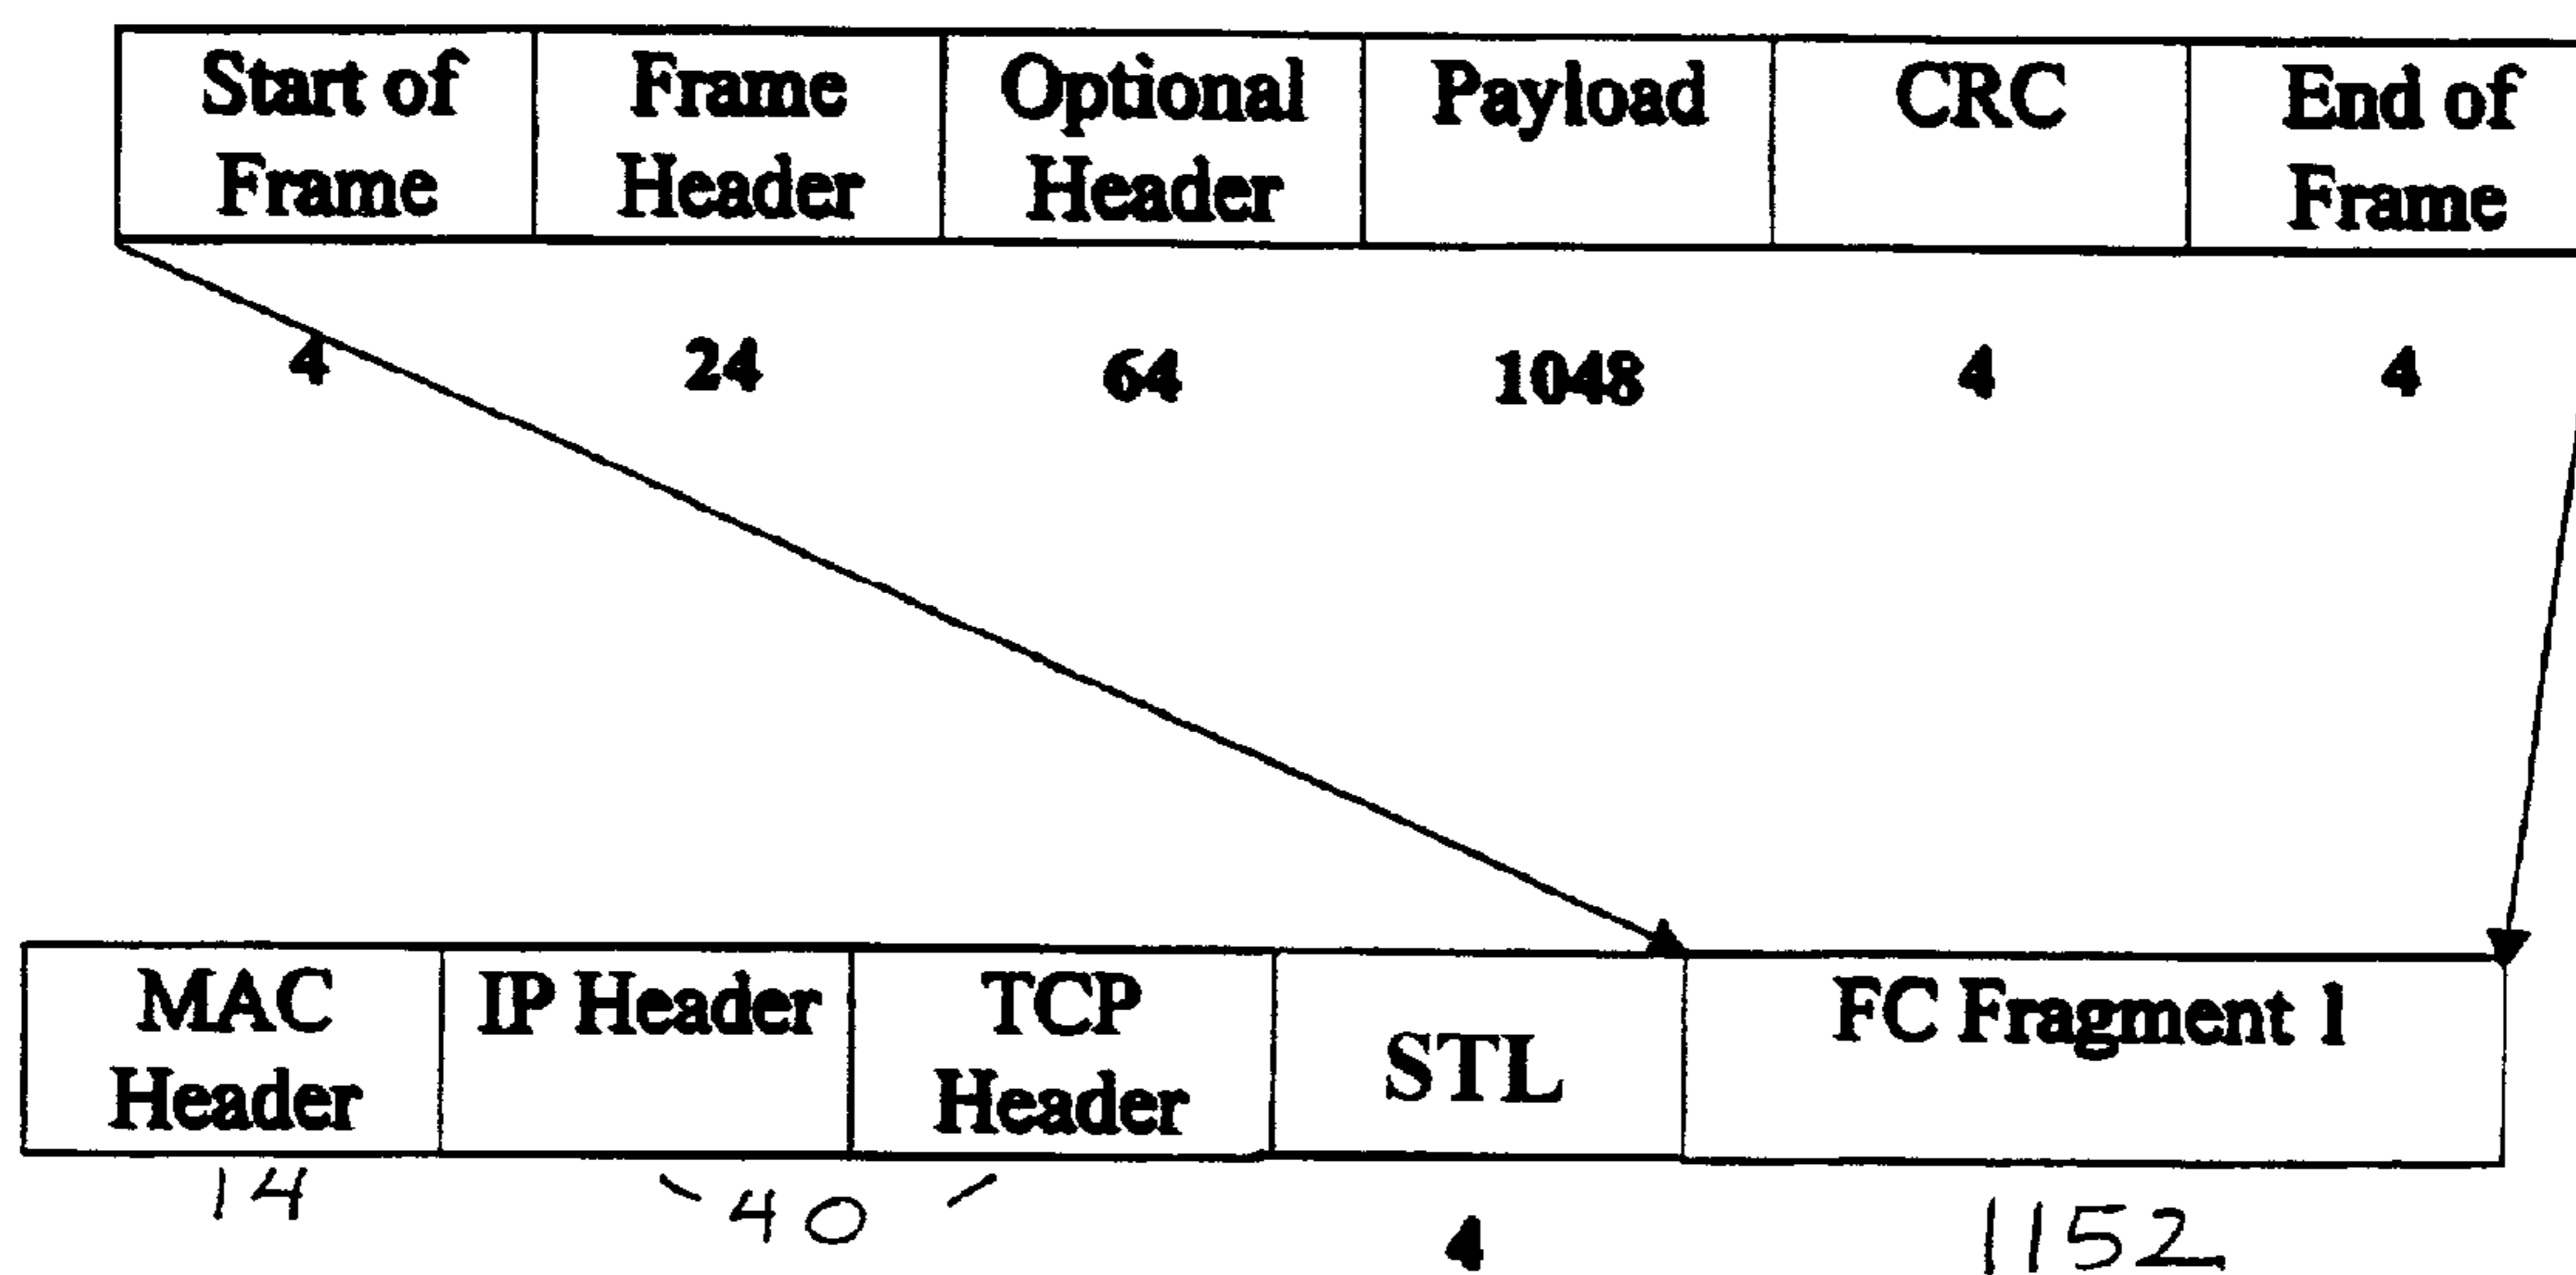 Start of Frame
Frame Header
Optional Header
Payload
CRC
End of Frame
4 24 64 1048 4 4
MAC Header
IP Header
TCP Header
STL
FC Fragment 1
14 40 4 1152